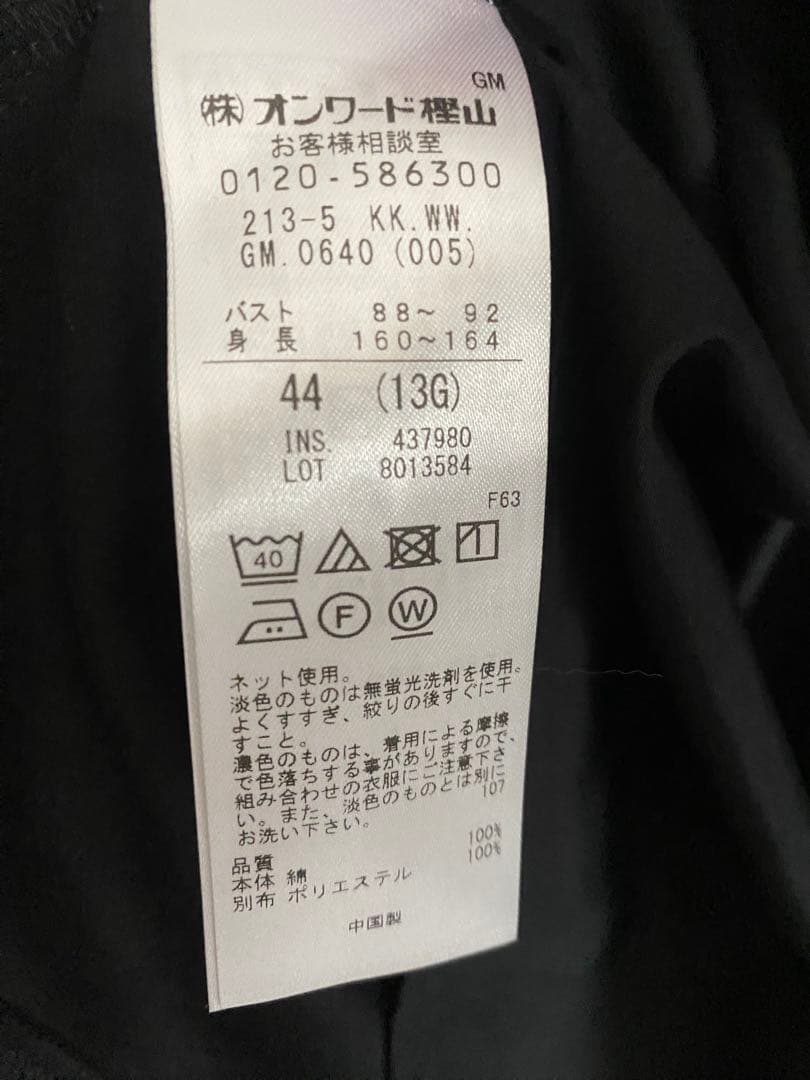 GM
(株)オンワード樫山
お客様相談室
0120-586300
213-5 KK.WW.
GM.0640(005)
バスト 88～ 92
身長 160～164
44 (13G)
INS. 437980
LOT 8013584
F63
40
F W
ネット使用。
淡色のものは無蛍光洗剤を使用。
よくすすぎ、絞りの後すぐに干
すこと。
濃色のものは、着用による摩擦
で色落ちする事がありますので、
組み合わせの衣服にご注意下さ
い。また、淡色のものとは別に
お洗い下さい。 107
品質
本体 綿 100%
別布 ポリエステル 100%
中国製